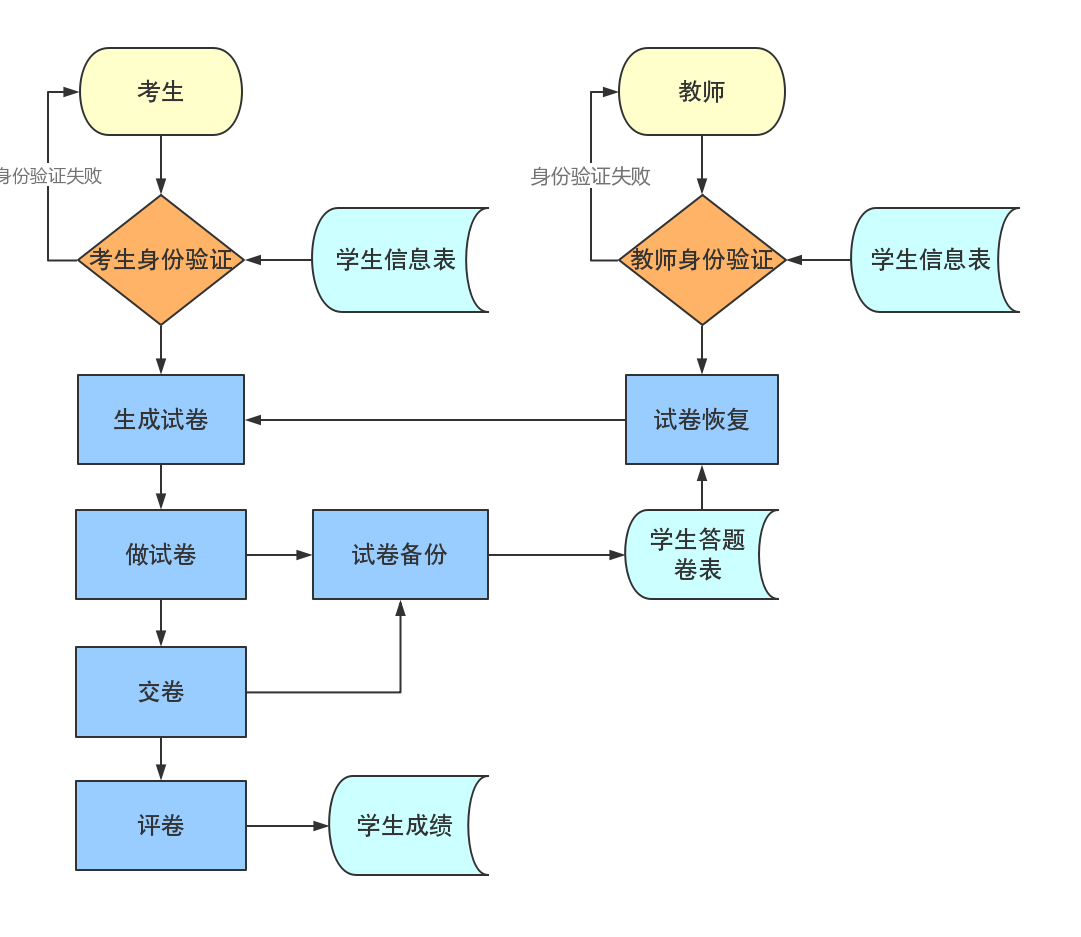 考生
教师
身份验证失败
身份验证失败
考生身份验证
学生信息表
教师身份验证
学生信息表
生成试卷
试卷恢复
做试卷
试卷备份
学生答题
卷表
交卷
评卷
学生成绩